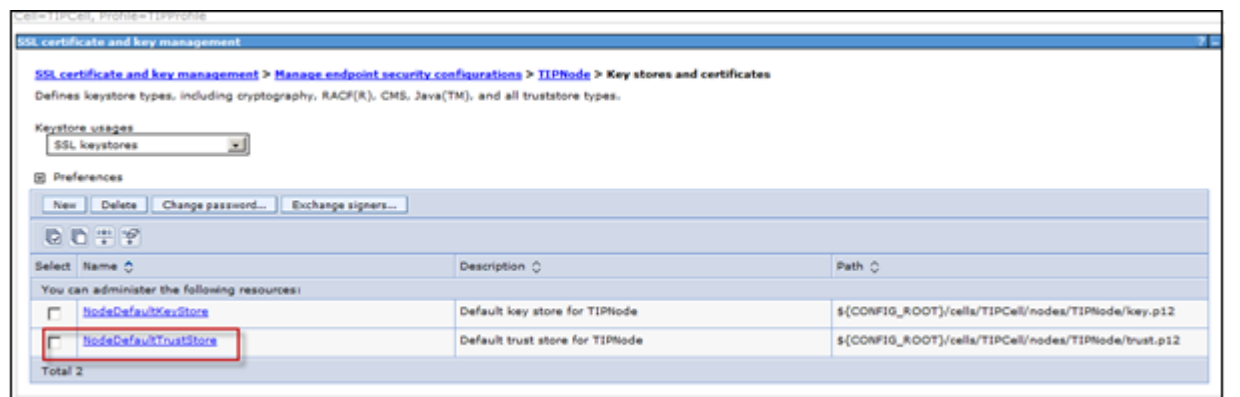 Cell=TIPCell, Profile=TIPProfile
SSL certificate and key management
? -
SSL certificate and key management > Manage endpoint security configurations > TIPNode > Key stores and certificates
Defines keystore types, including cryptography, RACF(R), CMS, Java(TM), and all truststore types.
Keystore usages
SSL keystores
Preferences
New Delete Change password... Exchange signers...
Select Name Description Path
You can administer the following resources:
NodeDefaultKeyStore Default key store for TIPNode ${CONFIG_ROOT}/cells/TIPCell/nodes/TIPNode/key.p12
NodeDefaultTrustStore Default trust store for TIPNode ${CONFIG_ROOT}/cells/TIPCell/nodes/TIPNode/trust.p12
Total 2